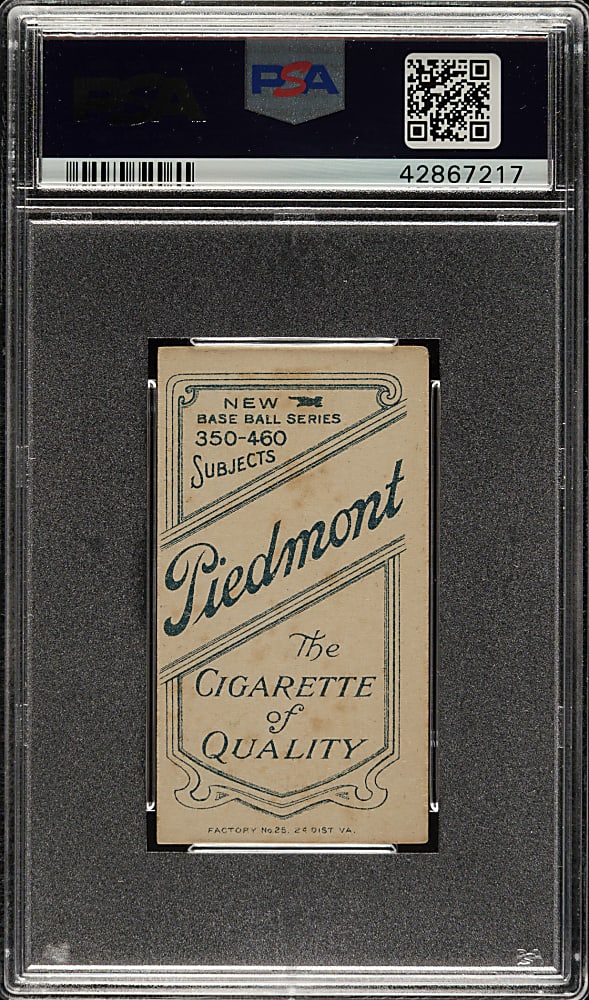 PSA
42867217
NEW
BASE BALL SERIES
350-460
SUBJECTS
Piedmont
The
CIGARETTE
of
QUALITY
FACTORY No. 25, 2d DIST VA.